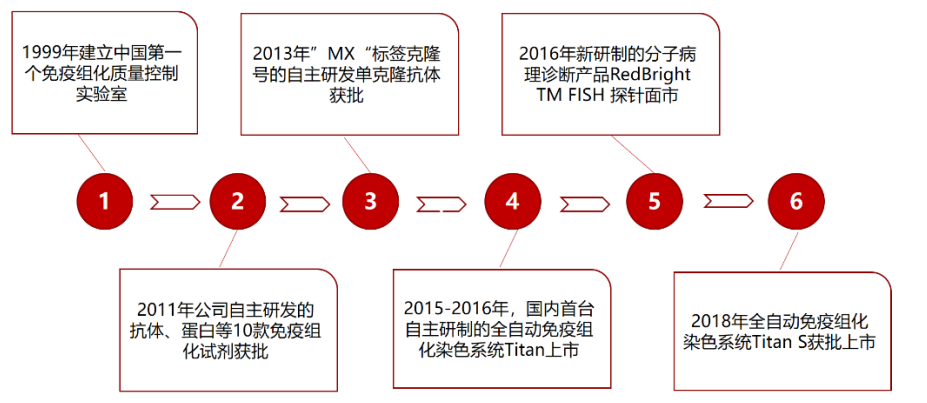 1999年建立中国第一
个免疫组化质量控制
实验室
2013年”MX“标签克隆
号的自主研发单克隆抗体
获批
2016年新研制的分子病
理诊断产品RedBright
TM FISH 探针面市
1
2
3
4
5
6
2011年公司自主研发的
抗体、蛋白等10款免疫组
化试剂获批
2015-2016年，国内首台
自主研制的全自动免疫组
化染色系统Titan上市
2018年全自动免疫组化
染色系统Titan S获批上市